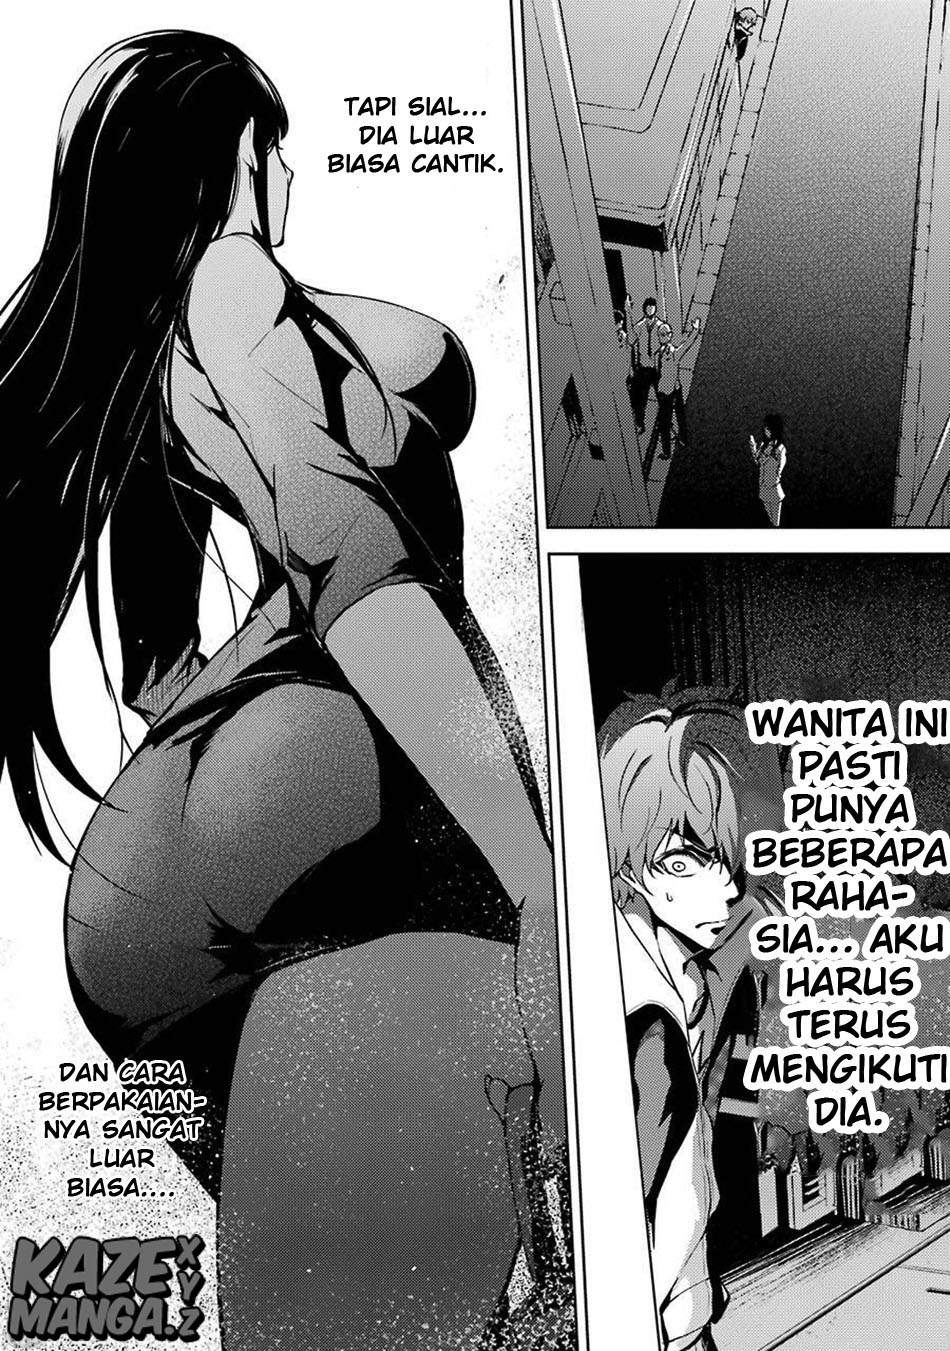 WANITA INI
PASTI
PUNYA
BEBERAPA
RAHA-
SIA... AKU
HARUS
TERUS
MENGIKUTI
DIA.
TAPI SIAL...
DIA LUAR
BIASA CANTIK.
DAN CARA
BERPAKAIAN-
NYA SANGAT
LUAR
BIASA....
KAZE
MANGA.
XYZ